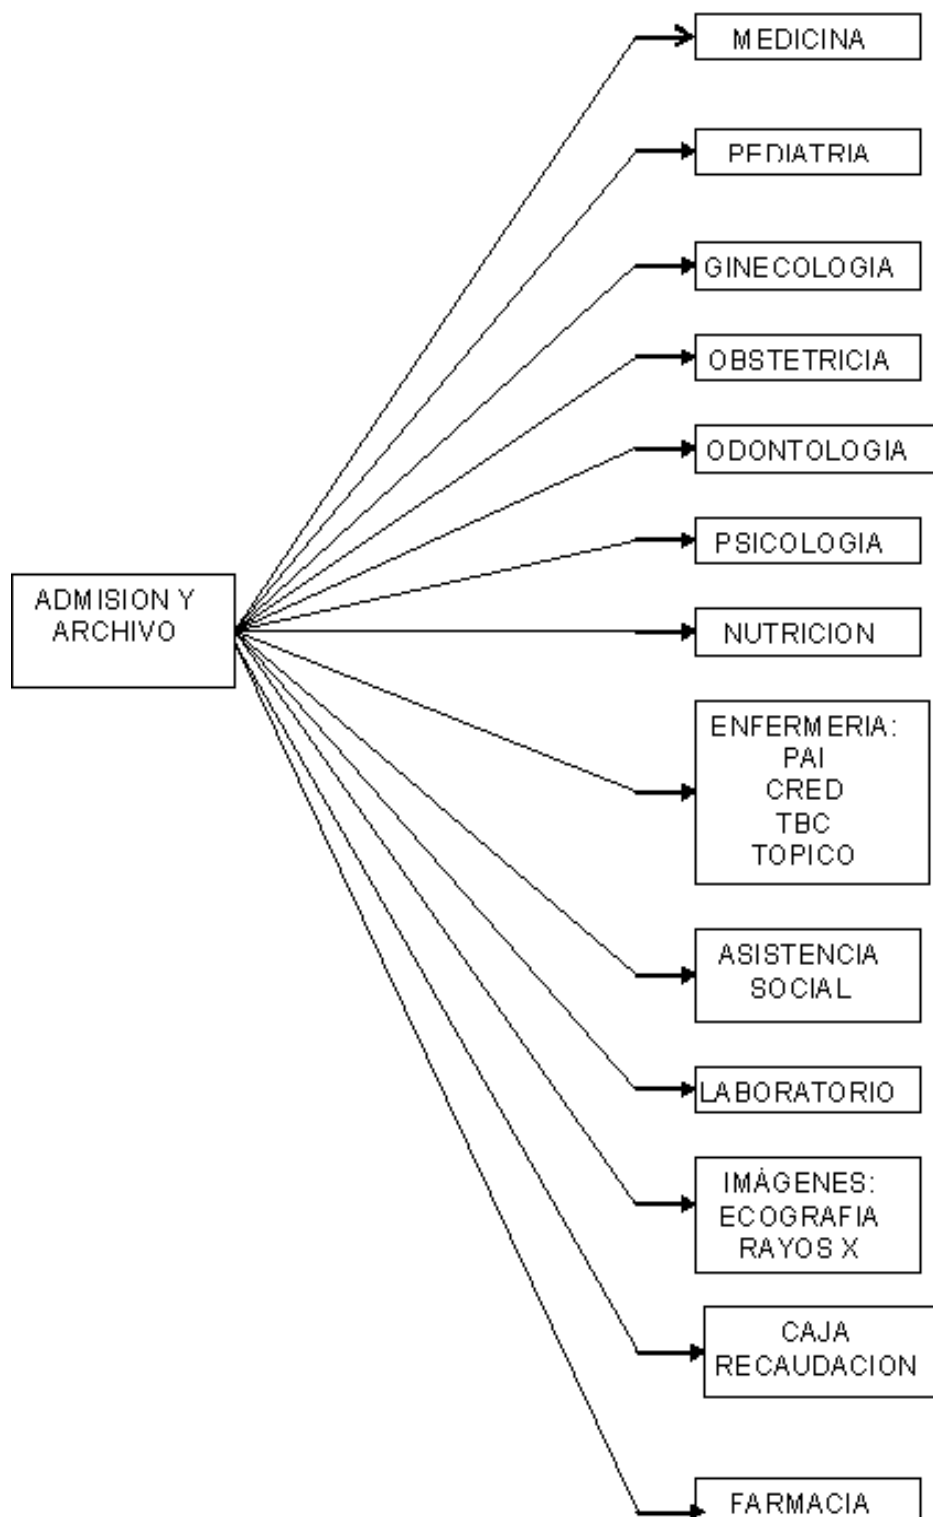 MEDICINA
PEDIATRIA
GINECOLOGIA
OBSTETRICIA
ODONTOLOGIA
PSICOLOGIA
ADMISION Y
ARCHIVO
NUTRICION
ENFERMERIA:
PAI
CRED
TBC
TOPICO
ASISTENCIA
SOCIAL
LABORATORIO
IMÁGENES:
ECOGRAFIA
RAYOS X
CAJA
RECAUDACION
FARMACIA